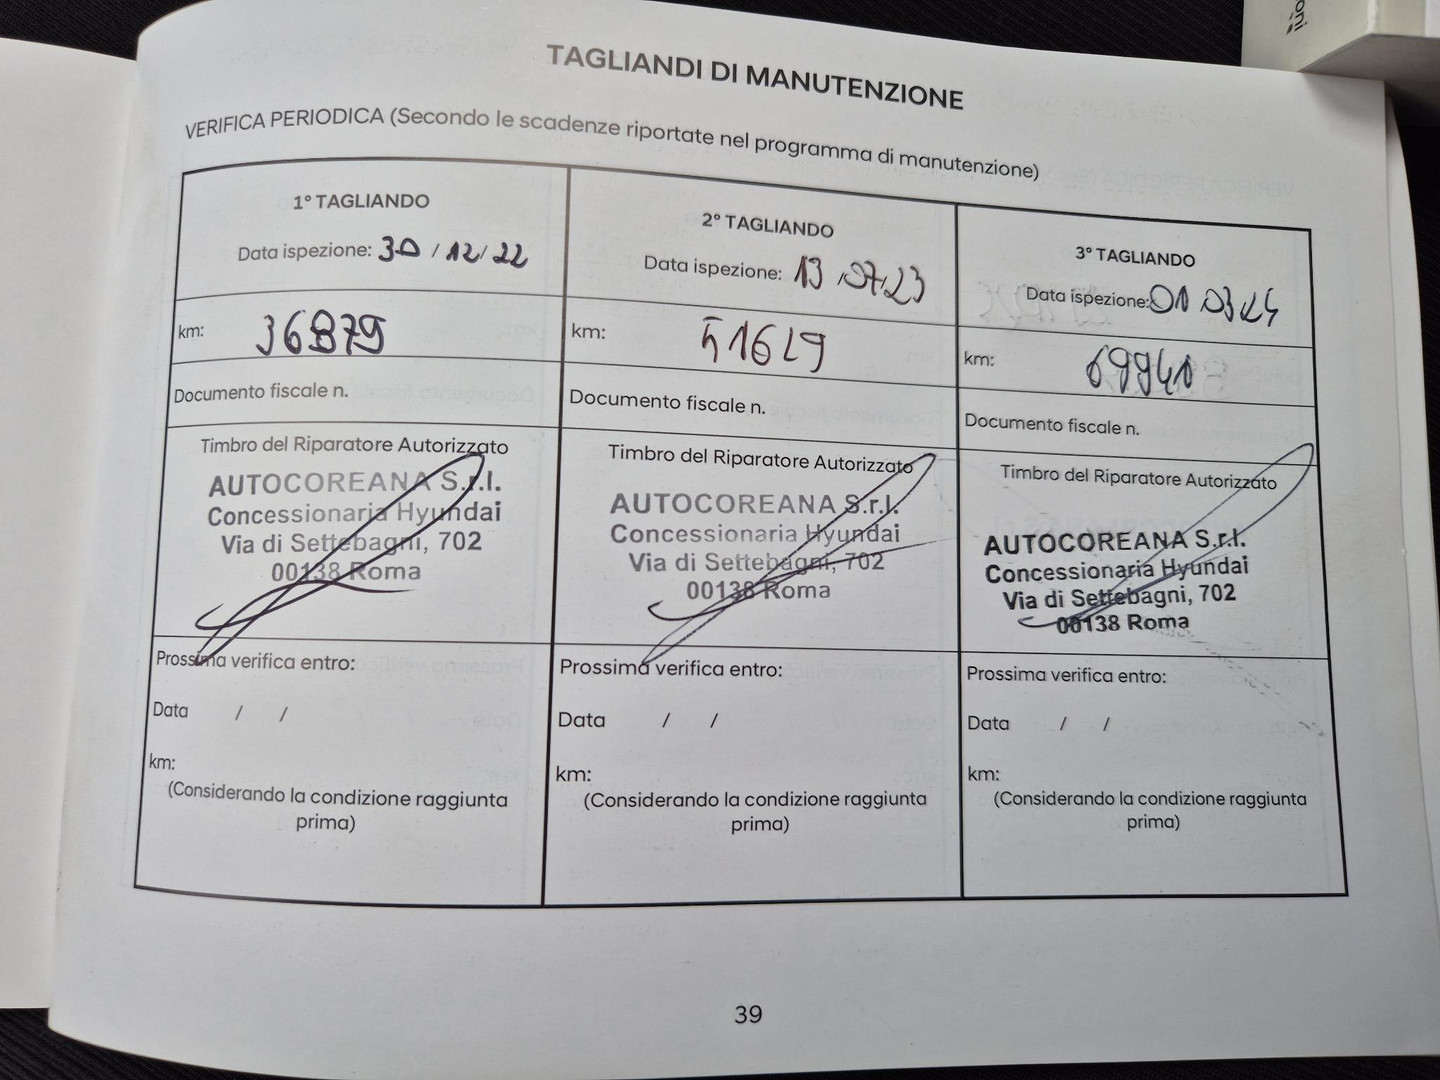 TAGLIANDI DI MANUTENZIONE
VERIFICA PERIODICA (Secondo le scadenze riportate nel programma di manutenzione)
1° TAGLIANDO
Data ispezione: 30 / 12 / 22
km: 36879
Documento fiscale n.
Timbro del Riparatore Autorizzato
AUTOCOREANA S.r.l.
Concessionaria Hyundai
Via di Settebagni, 702
00138 Roma
Prossima verifica entro:
Data / /
km:
(Considerando la condizione raggiunta
prima)
2° TAGLIANDO
Data ispezione: 13 / 07 / 23
km: 51629
Documento fiscale n.
Timbro del Riparatore Autorizzato
AUTOCOREANA S.r.l.
Concessionaria Hyundai
Via di Settebagni, 702
00138 Roma
Prossima verifica entro:
Data / /
km:
(Considerando la condizione raggiunta
prima)
3° TAGLIANDO
Data ispezione: 01 03 24
km: 69940
Documento fiscale n.
Timbro del Riparatore Autorizzato
AUTOCOREANA S.r.l.
Concessionaria Hyundai
Via di Settebagni, 702
00138 Roma
Prossima verifica entro:
Data / /
km:
(Considerando la condizione raggiunta
prima)
39